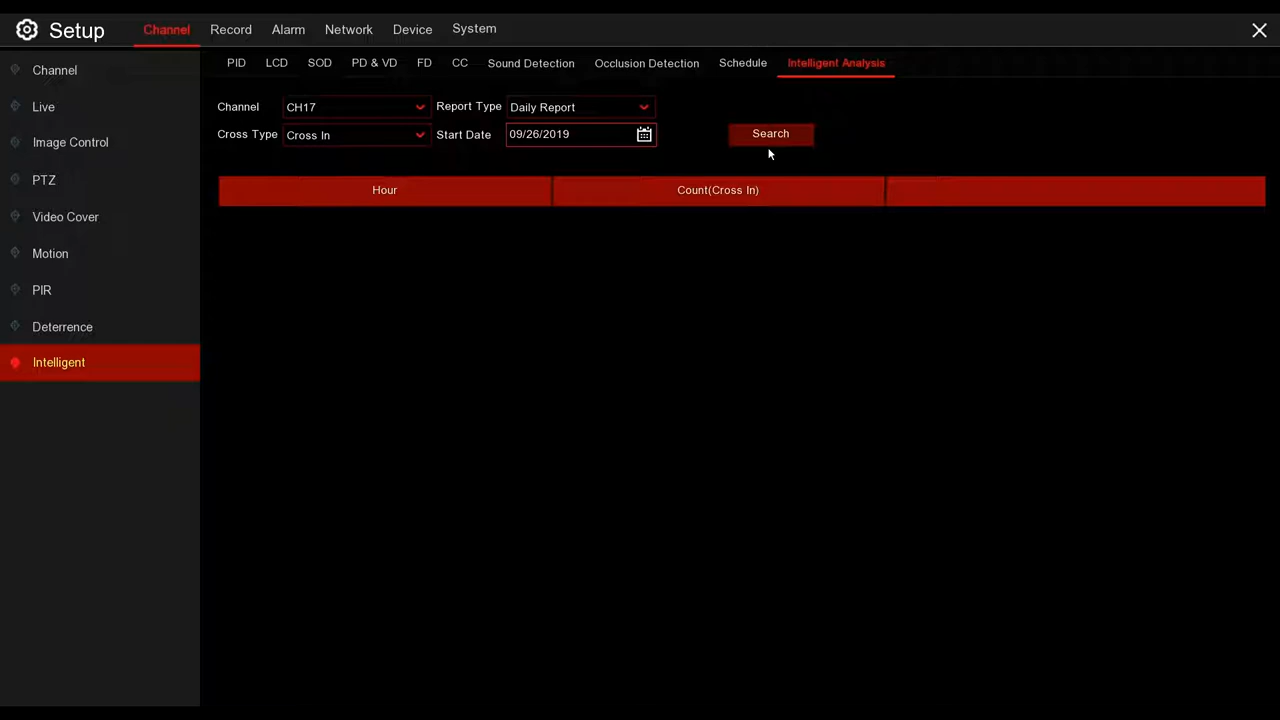 Setup Channel Record Alarm Network Device System
Channel
Live
Image Control
PTZ
Video Cover
Motion
PIR
Deterrence
Intelligent
PID LCD SOD PD & VD FD CC Sound Detection Occlusion Detection Schedule Intelligent Analysis
Channel CH17 Report Type Daily Report
Cross Type Cross In Start Date 09/26/2019 Search
Hour Count(Cross In)